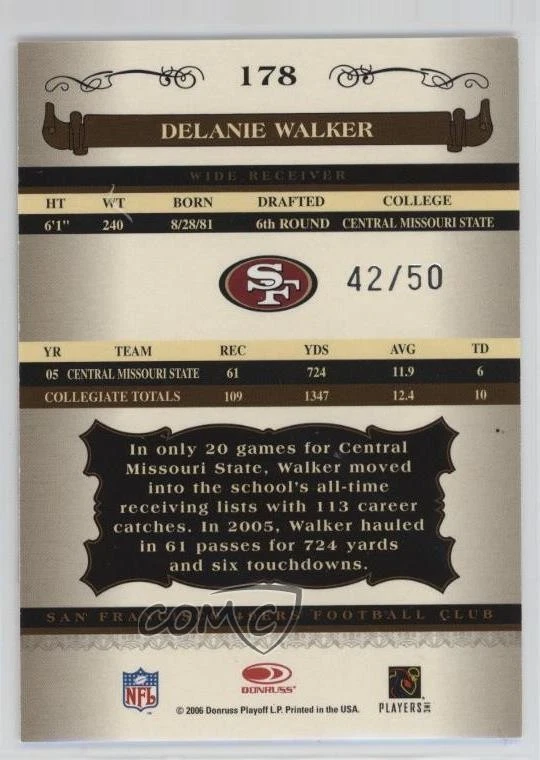 178
DELANIE WALKER
WIDE RECEIVER
HT WT BORN DRAFTED COLLEGE
6'1" 240 8/28/81 6th ROUND CENTRAL MISSOURI STATE
SF 42/50
YR TEAM REC YDS AVG TD
05 CENTRAL MISSOURI STATE 61 724 11.9 6
COLLEGIATE TOTALS 109 1347 12.4 10
In only 20 games for Central
Missouri State, Walker moved
into the school's all-time
receiving lists with 113 career
catches. In 2005, Walker hauled
in 61 passes for 724 yards
and six touchdowns.
SAN FRANCISCO 49ERS FOOTBALL CLUB
COMC
NFL DONRUSS PLAYERS INC
© 2006 Donruss Playoff L.P. Printed in the USA.